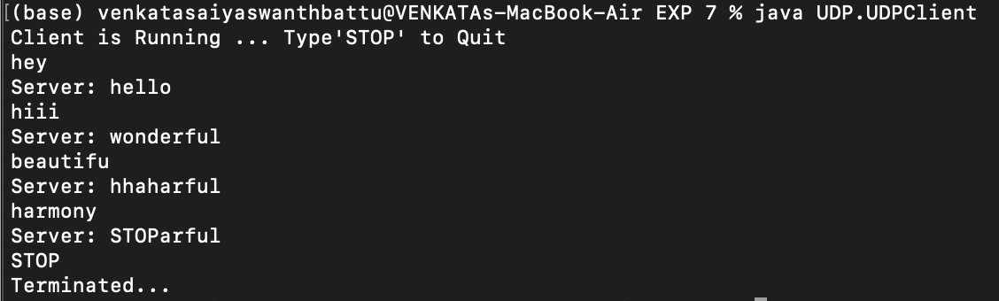 [(base) venkatasaiyaswanthbattu@VENKATAs-MacBook-Air EXP 7 % java UDP.UDPClient
Client is Running ... Type'STOP' to Quit
hey
Server: hello
hiii
Server: wonderful
beautifu
Server: hhaharful
harmony
Server: STOParful
STOP
Terminated...